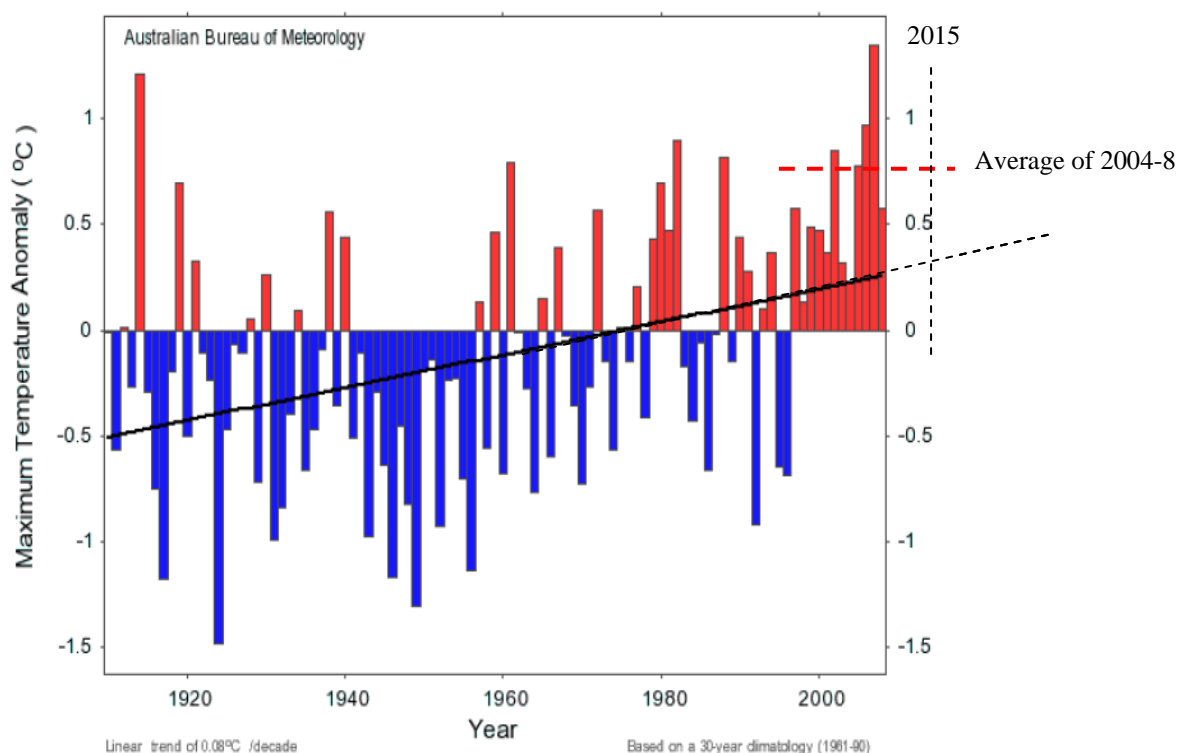 Australian Bureau of Meteorology
2015
Average of 2004-8
Maximum Temperature Anomaly ( ºC )
1
0.5
0
-0.5
-1
-1.5
1
0.5
0
-0.5
-1
-1.5
1920 1940 1960 1980 2000
Year
Linear trend of 0.08ºC /decade
Based on a 30-year climatology (1961-90)